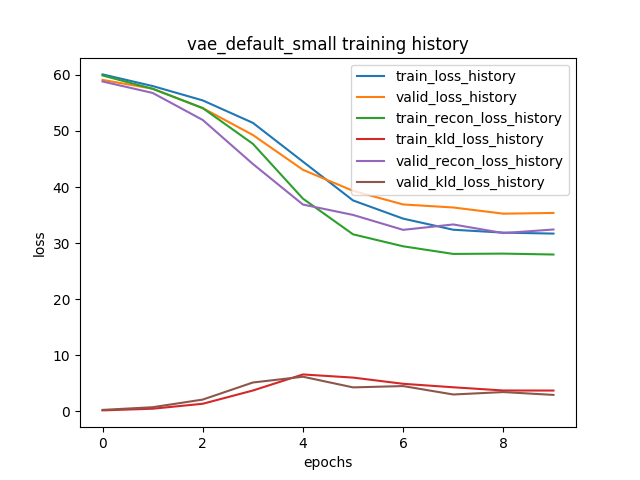 vae_default_small training history
train_loss_history
valid_loss_history
train_recon_loss_history
train_kld_loss_history
valid_recon_loss_history
valid_kld_loss_history
60
50
40
30
20
10
0
loss
0 2 4 6 8
epochs